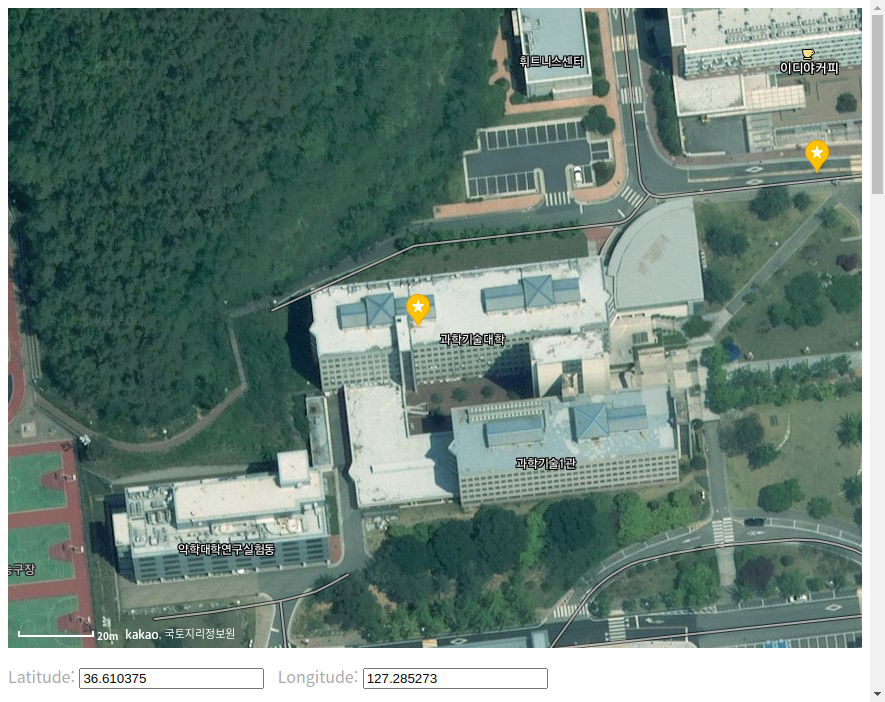 휘트니스센터
이디야커피
과학기술대학
과학기술1관
약학대학연구실험동
농구장
20m kakao. 국토지리정보원
Latitude: 36.610375 Longitude: 127.285273